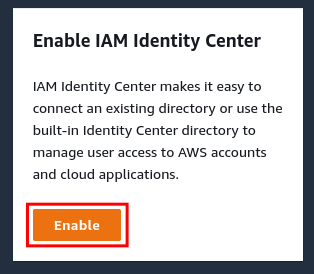 Enable IAM Identity Center
IAM Identity Center makes it easy to
connect an existing directory or use the
built-in Identity Center directory to
manage user access to AWS accounts
and cloud applications.
Enable